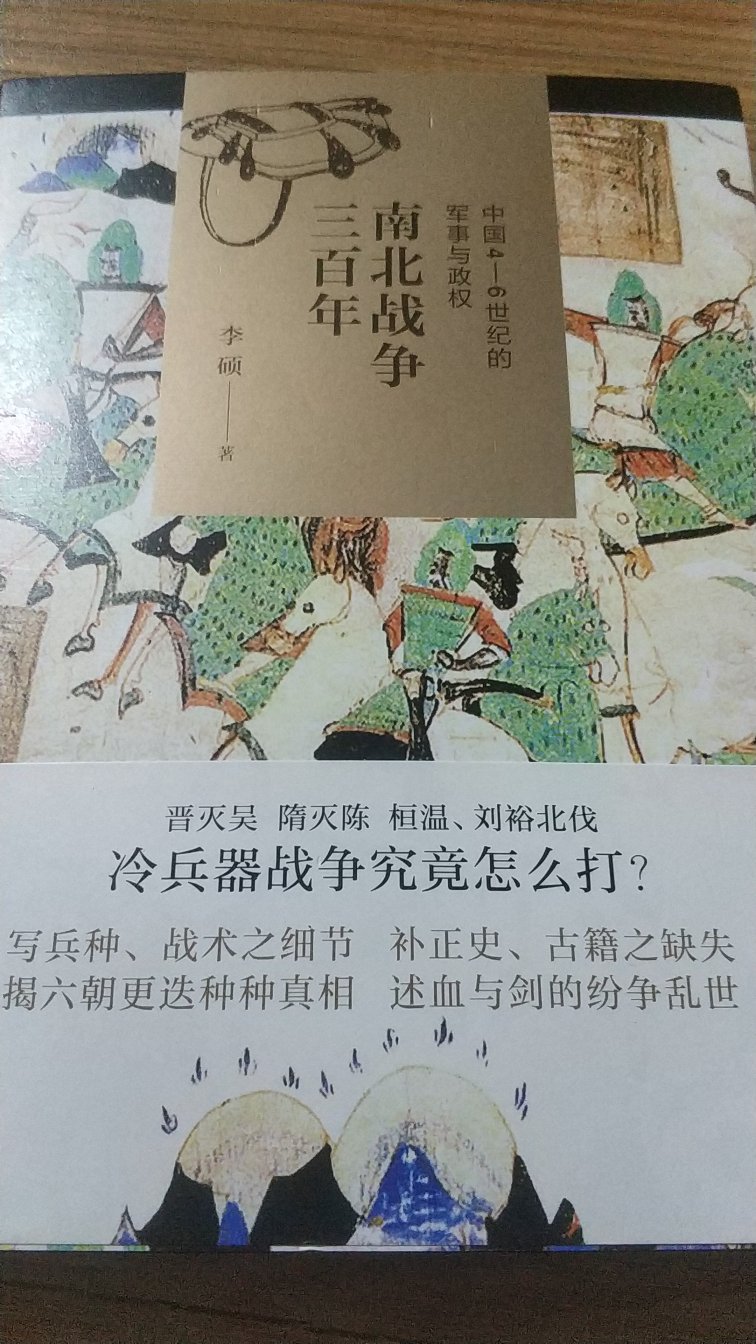 中国4—6世纪的
军事与政权
南北战争
三百年
李硕——著
晋灭吴 隋灭陈 桓温、刘裕北伐
冷兵器战争究竟怎么打?
写兵种、战术之细节 补正史、古籍之缺失
揭六朝更迭种种真相 述血与剑的纷争乱世